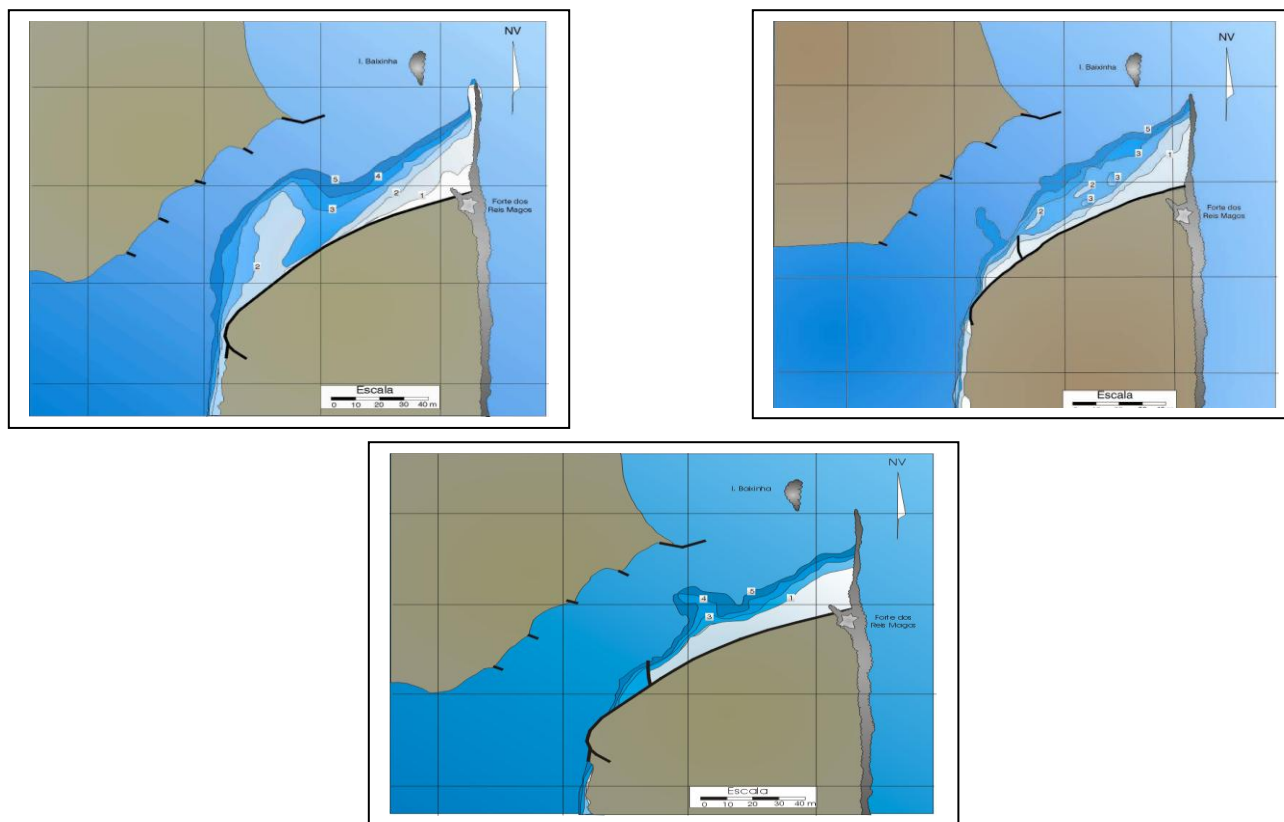 NV
I. Baixinha
5
4
2
1
3
2
Forte dos
Reis Magos
Escala
0 10 20 30 40 m
NV
I. Baixinha
5
3
1
3
2
3
2
Forte dos
Reis Magos
Escala
NV
I. Baixinha
5
4
1
3
Forte dos
Reis Magos
Escala
0 10 20 30 40 m